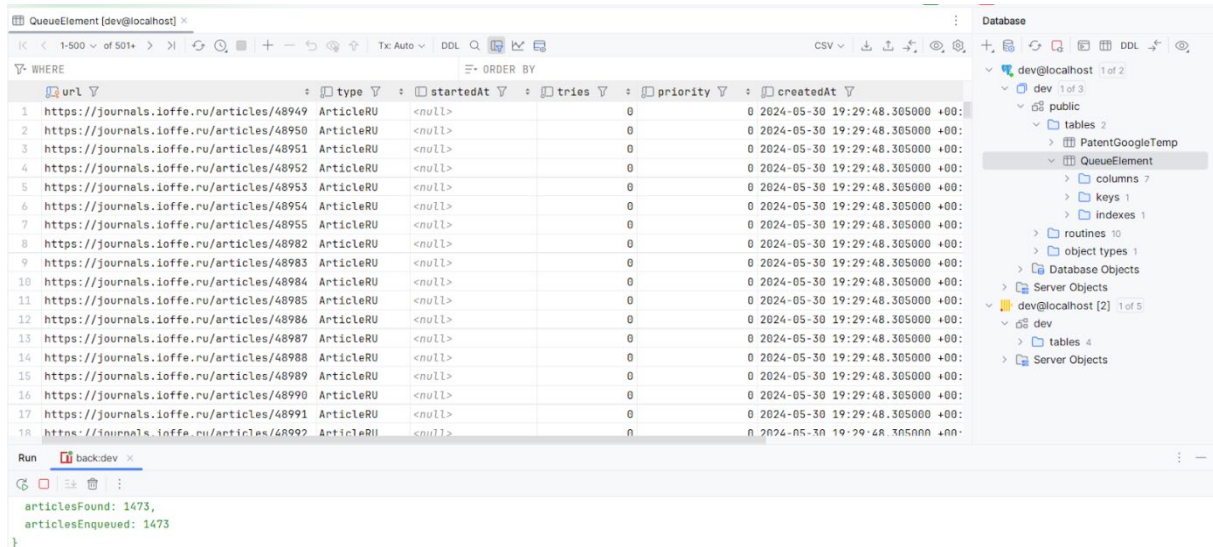 QueueElement [dev@localhost]
1-500 of 501+ Tx: Auto DDL CSV
WHERE ORDER BY
url type startedAt tries priority createdAt
1 https://journals.ioffe.ru/articles/48949 ArticleRU <null> 0 0 2024-05-30 19:29:48.305000 +00:
2 https://journals.ioffe.ru/articles/48950 ArticleRU <null> 0 0 2024-05-30 19:29:48.305000 +00:
3 https://journals.ioffe.ru/articles/48951 ArticleRU <null> 0 0 2024-05-30 19:29:48.305000 +00:
4 https://journals.ioffe.ru/articles/48952 ArticleRU <null> 0 0 2024-05-30 19:29:48.305000 +00:
5 https://journals.ioffe.ru/articles/48953 ArticleRU <null> 0 0 2024-05-30 19:29:48.305000 +00:
6 https://journals.ioffe.ru/articles/48954 ArticleRU <null> 0 0 2024-05-30 19:29:48.305000 +00:
7 https://journals.ioffe.ru/articles/48955 ArticleRU <null> 0 0 2024-05-30 19:29:48.305000 +00:
8 https://journals.ioffe.ru/articles/48982 ArticleRU <null> 0 0 2024-05-30 19:29:48.305000 +00:
9 https://journals.ioffe.ru/articles/48983 ArticleRU <null> 0 0 2024-05-30 19:29:48.305000 +00:
10 https://journals.ioffe.ru/articles/48984 ArticleRU <null> 0 0 2024-05-30 19:29:48.305000 +00:
11 https://journals.ioffe.ru/articles/48985 ArticleRU <null> 0 0 2024-05-30 19:29:48.305000 +00:
12 https://journals.ioffe.ru/articles/48986 ArticleRU <null> 0 0 2024-05-30 19:29:48.305000 +00:
13 https://journals.ioffe.ru/articles/48987 ArticleRU <null> 0 0 2024-05-30 19:29:48.305000 +00:
14 https://journals.ioffe.ru/articles/48988 ArticleRU <null> 0 0 2024-05-30 19:29:48.305000 +00:
15 https://journals.ioffe.ru/articles/48989 ArticleRU <null> 0 0 2024-05-30 19:29:48.305000 +00:
16 https://journals.ioffe.ru/articles/48990 ArticleRU <null> 0 0 2024-05-30 19:29:48.305000 +00:
17 https://journals.ioffe.ru/articles/48991 ArticleRU <null> 0 0 2024-05-30 19:29:48.305000 +00:
18 https://journals.ioffe.ru/articles/48992 ArticleRU <null> 0 0 2024-05-30 19:29:48.305000 +00:
Database
DDL
dev@localhost 1 of 2
dev 1 of 3
public
tables 2
PatentGoogleTemp
QueueElement
columns 7
keys 1
indexes 1
routines 10
object types 1
Database Objects
Server Objects
dev@localhost [2] 1 of 5
dev
tables 4
Server Objects
Run back:dev
articlesFound: 1473,
articlesEnqueued: 1473
}